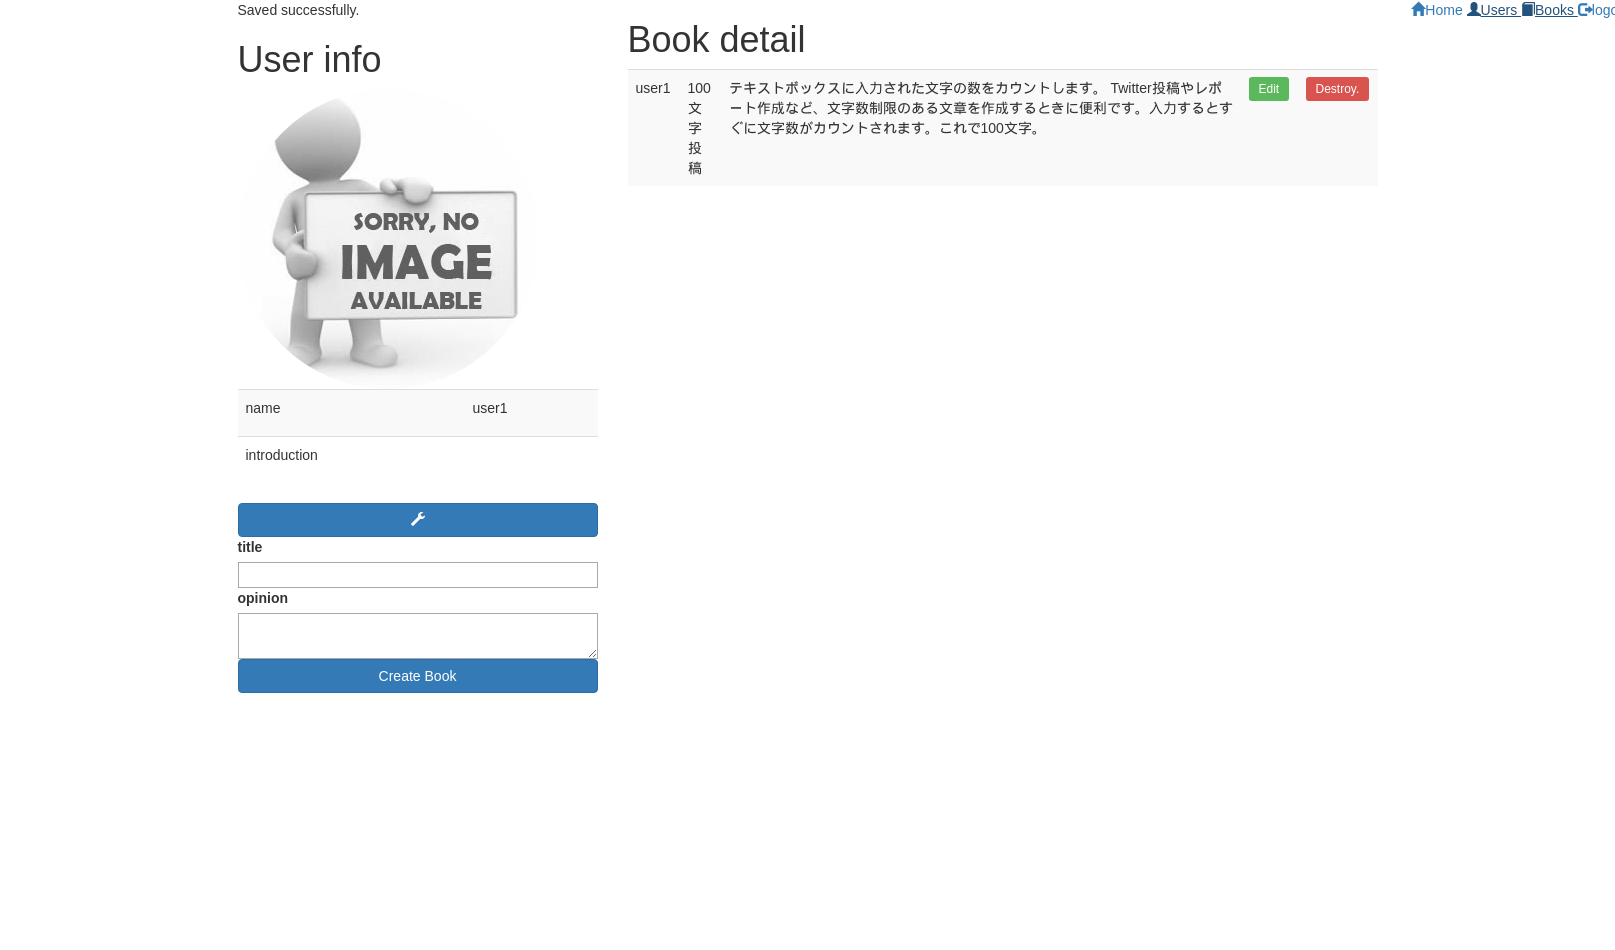 Saved successfully.
Home Users Books logo
User info
SORRY, NO
IMAGE
AVAILABLE
name user1
introduction
title
opinion
Create Book
Book detail
user1 100 テキストボックスに入力された文字の数をカウントします。 Twitter投稿やレポ Edit Destroy.
文 ート作成など、文字数制限のある文章を作成するときに便利です。入力するとす
字 ぐに文字数がカウントされます。これで100文字。
投
稿